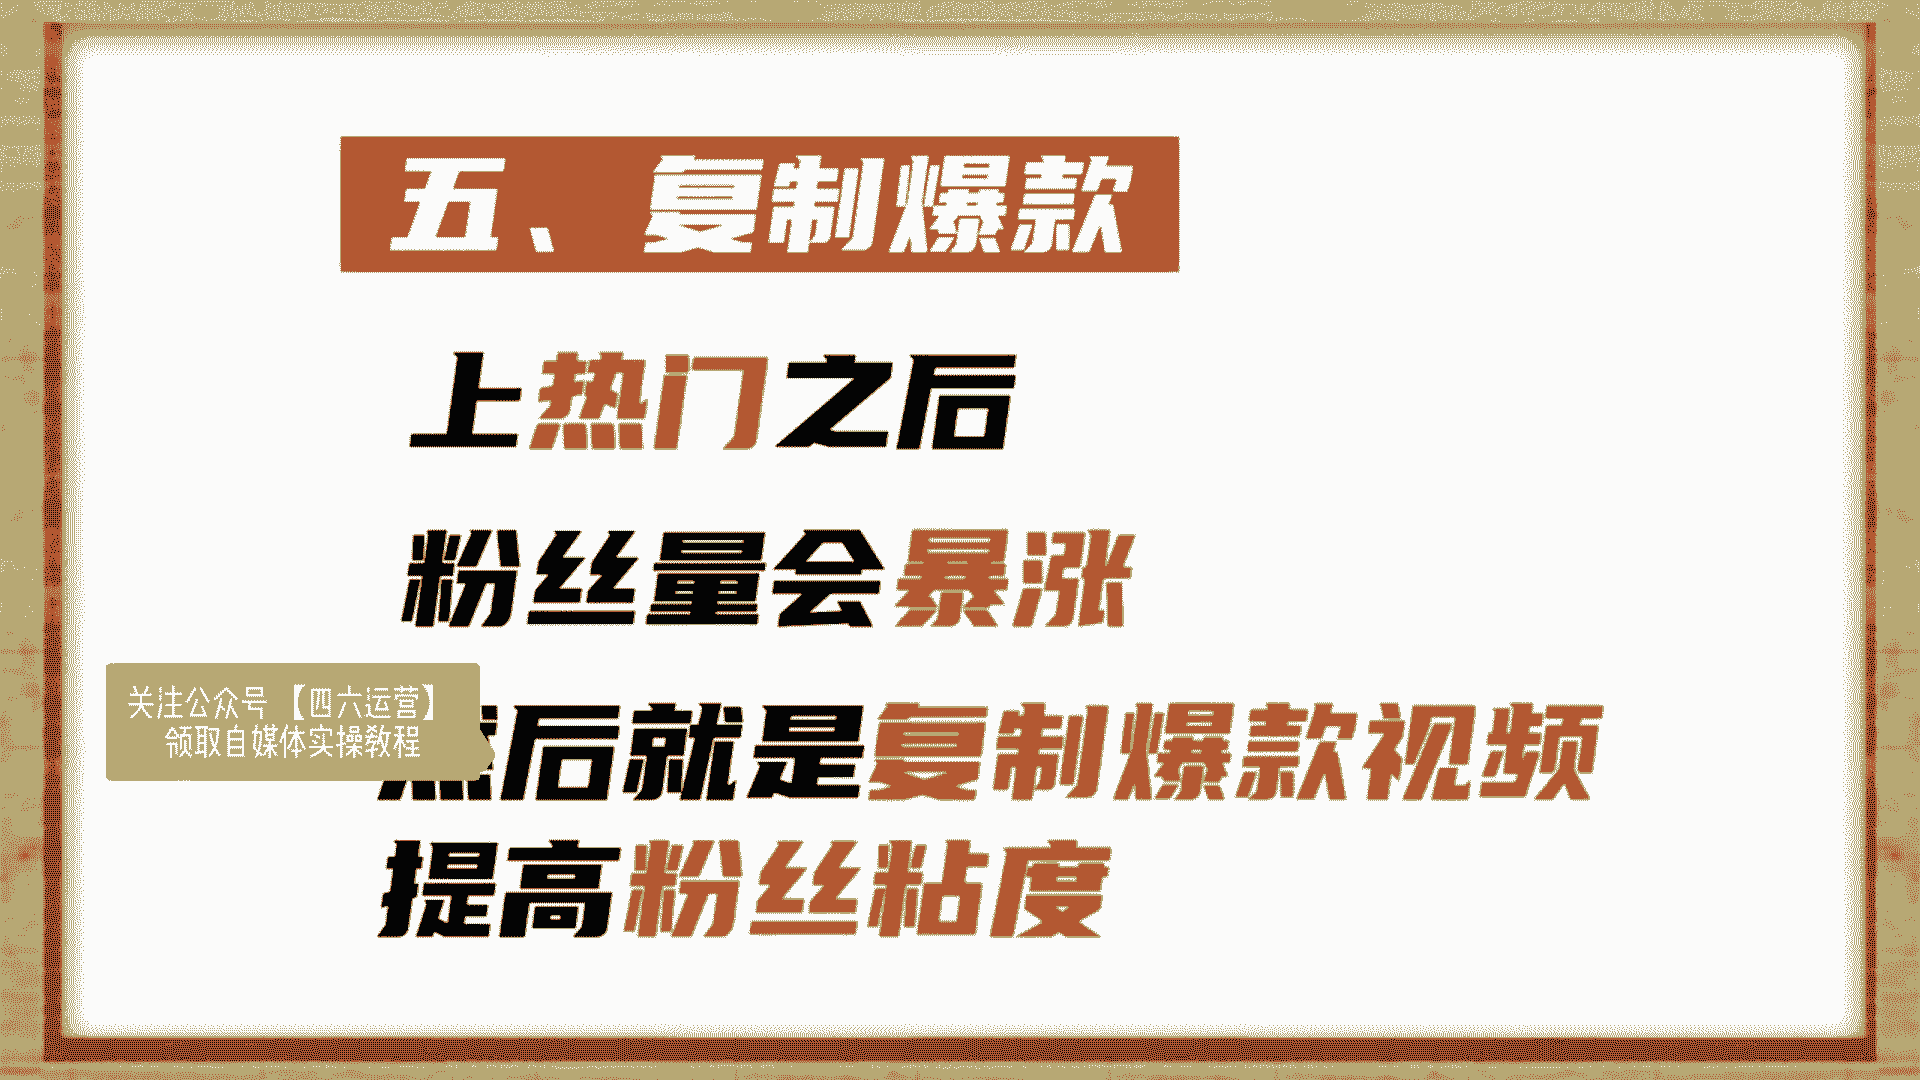 五、复制爆款
上热门之后
粉丝量会暴涨
关注公众号【四六运营】
领取自媒体实操教程
然后就是复制爆款视频
提高粉丝粘度